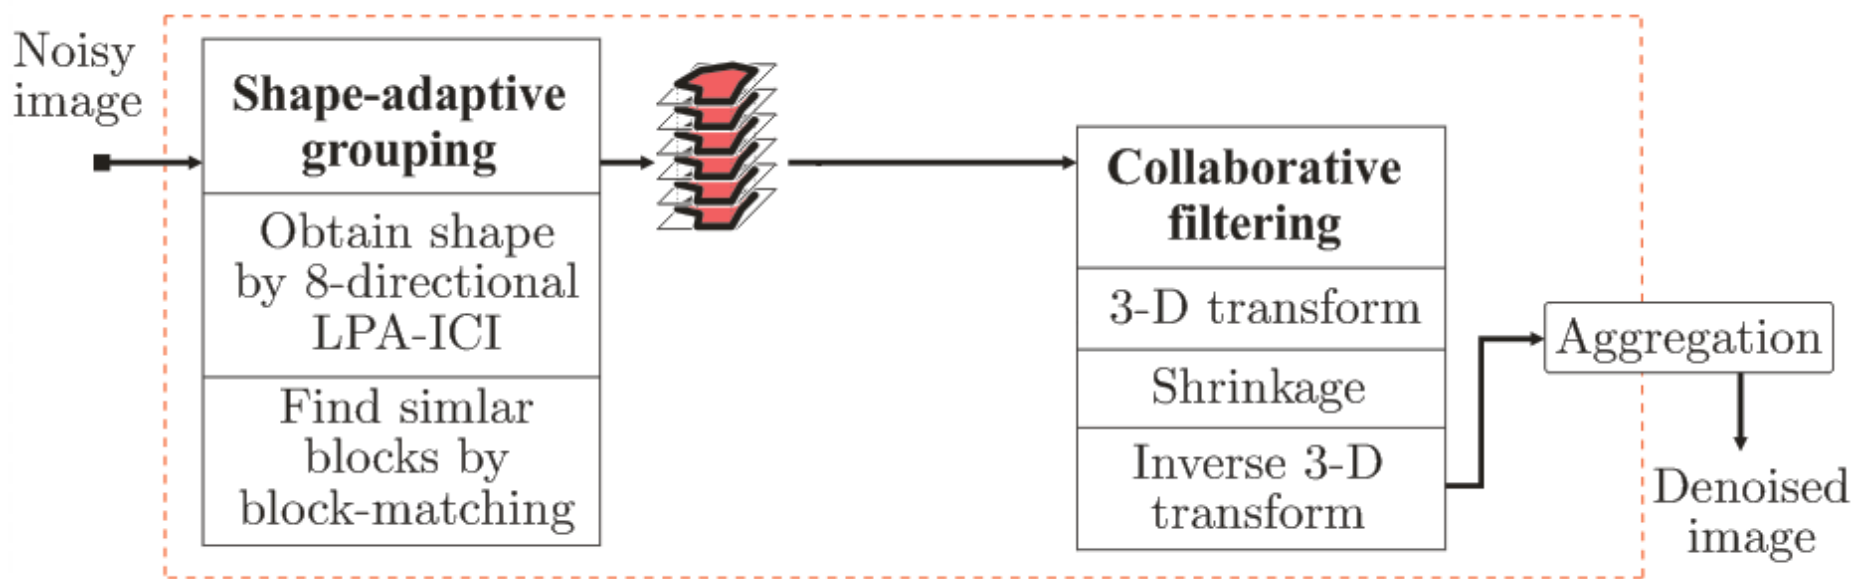 Noisy
image
Shape-adaptive
grouping
Obtain shape
by 8-directional
LPA-ICI
Find simlar
blocks by
block-matching
Collaborative
filtering
3-D transform
Shrinkage
Inverse 3-D
transform
Aggregation
Denoised
image